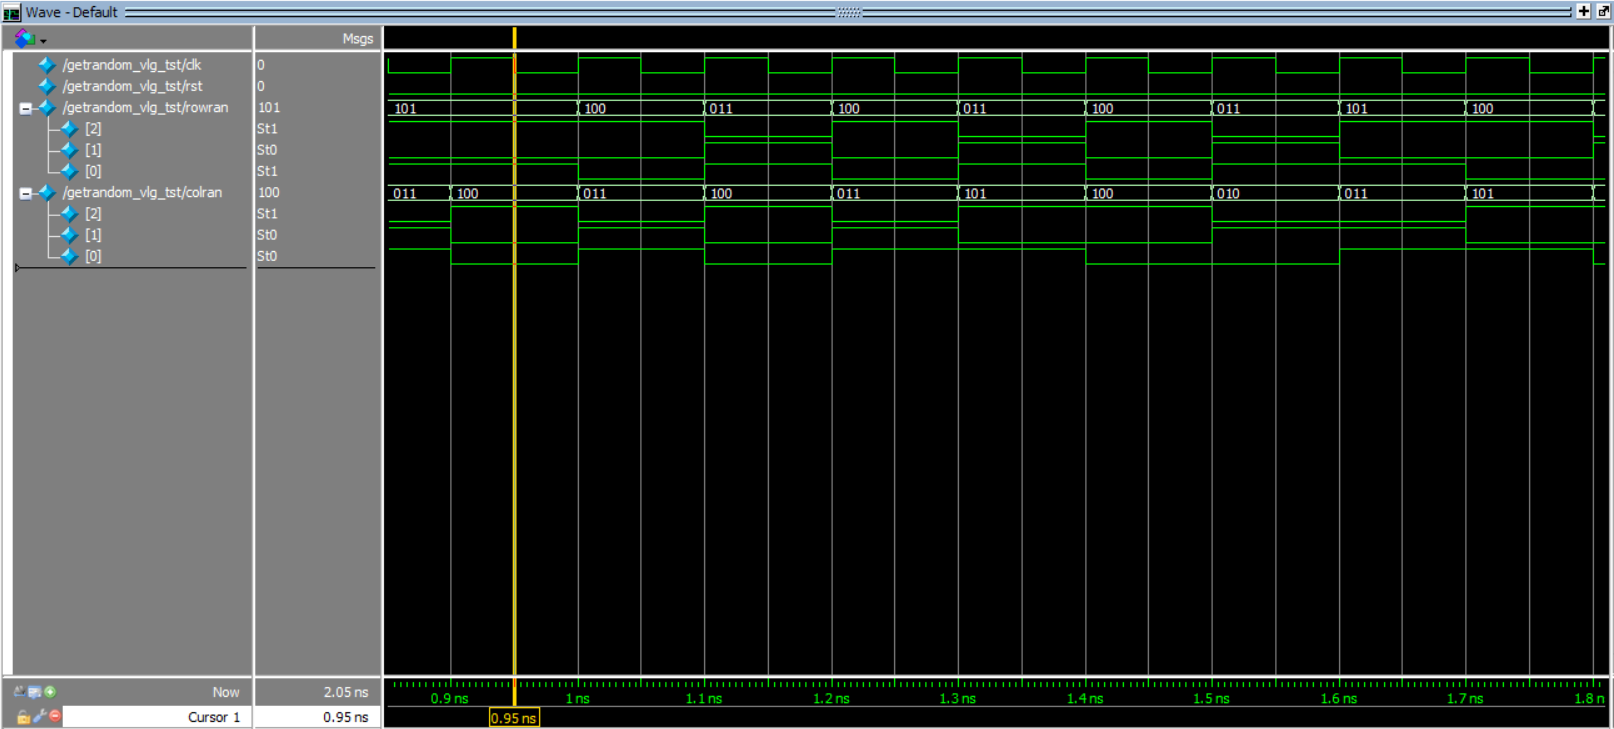 Wave - Default
Msgs
/getrandom_vlg_tst/clk 0
/getrandom_vlg_tst/rst 0
/getrandom_vlg_tst/rowran 101 101 100 011 100 011 100 011 101 100
[2] St1
[1] St0
[0] St1
/getrandom_vlg_tst/colran 100 011 100 011 100 011 101 100 010 011 101
[2] St1
[1] St0
[0] St0
Now 2.05 ns 0.9 ns 1 ns 1.1 ns 1.2 ns 1.3 ns 1.4 ns 1.5 ns 1.6 ns 1.7 ns 1.8 n
Cursor 1 0.95 ns 0.95 ns